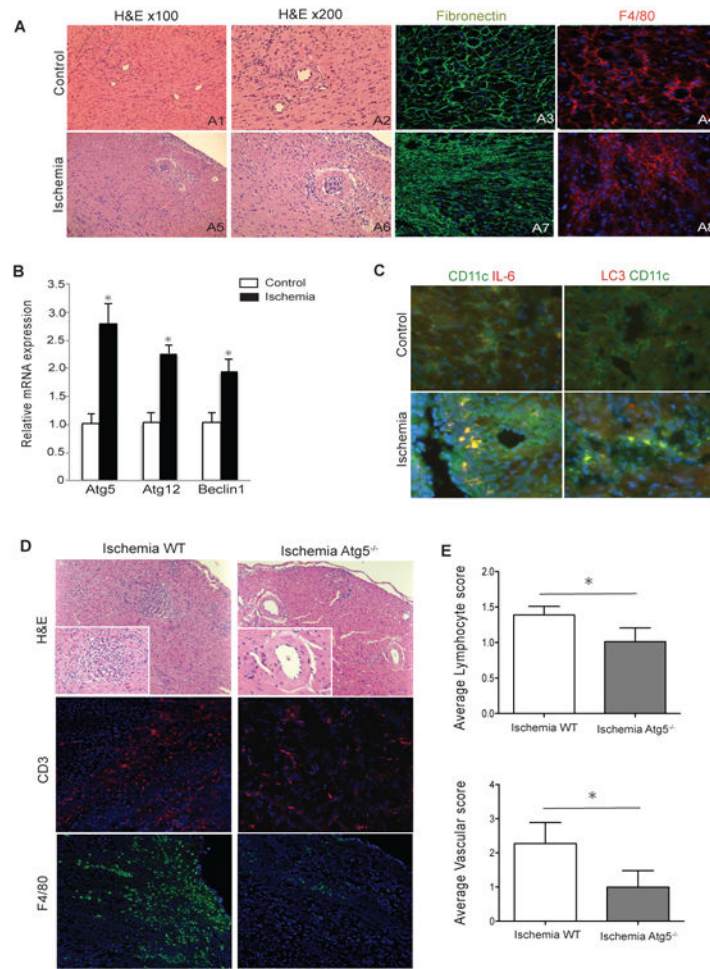 A
H&E x100 H&E x200 Fibronectin F4/80
Control
A1 A2 A3 A4
Ischemia
A5 A6 A7 A8
B
Relative mRNA expression
3.5
3.0
2.5
2.0
1.5
1.0
0.5
0
* * *
Control
Ischemia
Atg5 Atg12 Beclin1
C
CD11c IL-6 LC3 CD11c
Control
Ischemia
D
Ischemia WT Ischemia Atg5-/-
H&E
CD3
F4/80
E
Average Lymphocyte score
2.0
1.5
1.0
0.5
0.0
*
Ischemia WT Ischemia Atg5-/-
Average Vascular score
4
3
2
1
0
*
Ischemia WT Ischemia Atg5-/-